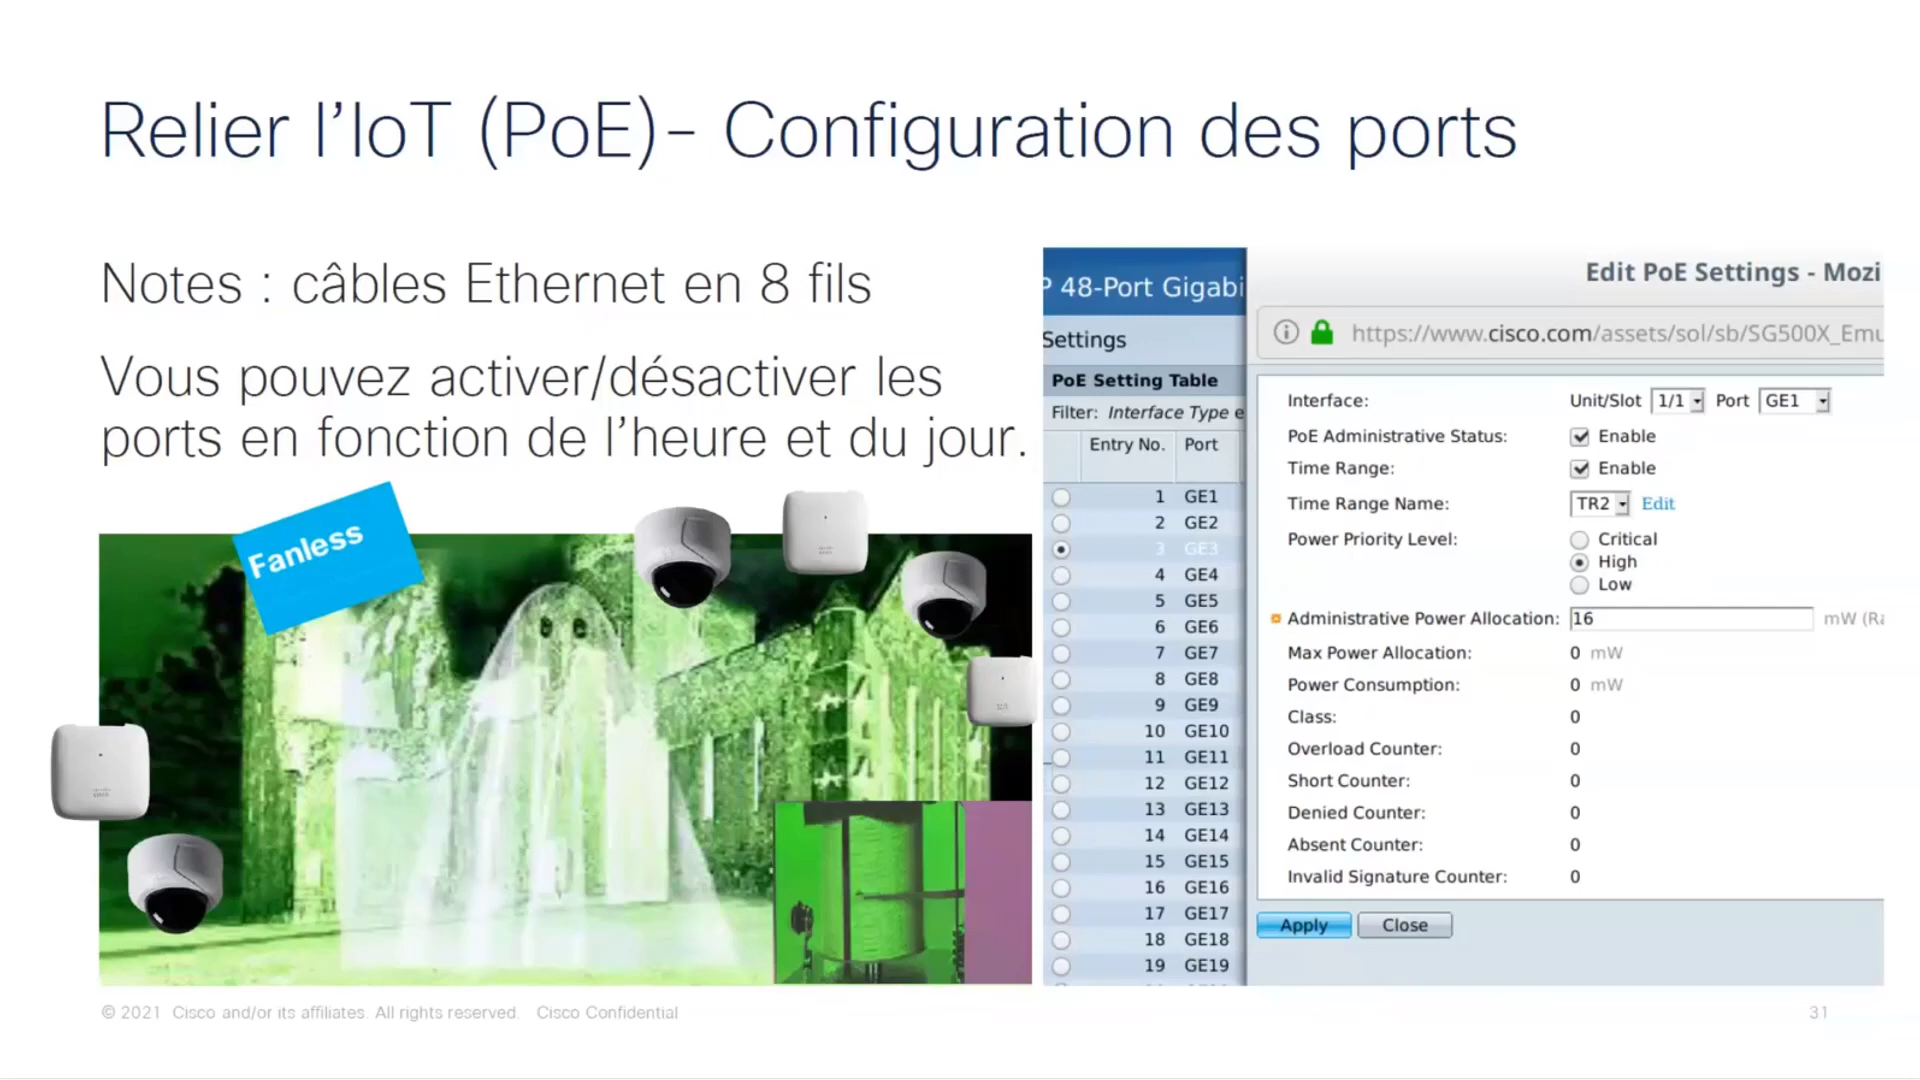 Relier l’IoT (PoE)– Configuration des ports
Notes : câbles Ethernet en 8 fils
Vous pouvez activer/désactiver les
ports en fonction de l’heure et du jour.
Fanless
P 48-Port Gigabi
Settings
PoE Setting Table
Filter: Interface Type e
Entry No. Port
1 GE1
2 GE2
3 GE3
4 GE4
5 GE5
6 GE6
7 GE7
8 GE8
9 GE9
10 GE10
11 GE11
12 GE12
13 GE13
14 GE14
15 GE15
16 GE16
17 GE17
18 GE18
19 GE19
Edit PoE Settings - Mozi
https://www.cisco.com/assets/sol/sb/SG500X_Emu
Interface: Unit/Slot 1/1 Port GE1
PoE Administrative Status: Enable
Time Range: Enable
Time Range Name: TR2 Edit
Power Priority Level: Critical
High
Low
Administrative Power Allocation: 16 mW (Ra
Max Power Allocation: 0 mW
Power Consumption: 0 mW
Class: 0
Overload Counter: 0
Short Counter: 0
Denied Counter: 0
Absent Counter: 0
Invalid Signature Counter: 0
Apply Close
© 2021 Cisco and/or its affiliates. All rights reserved. Cisco Confidential
31